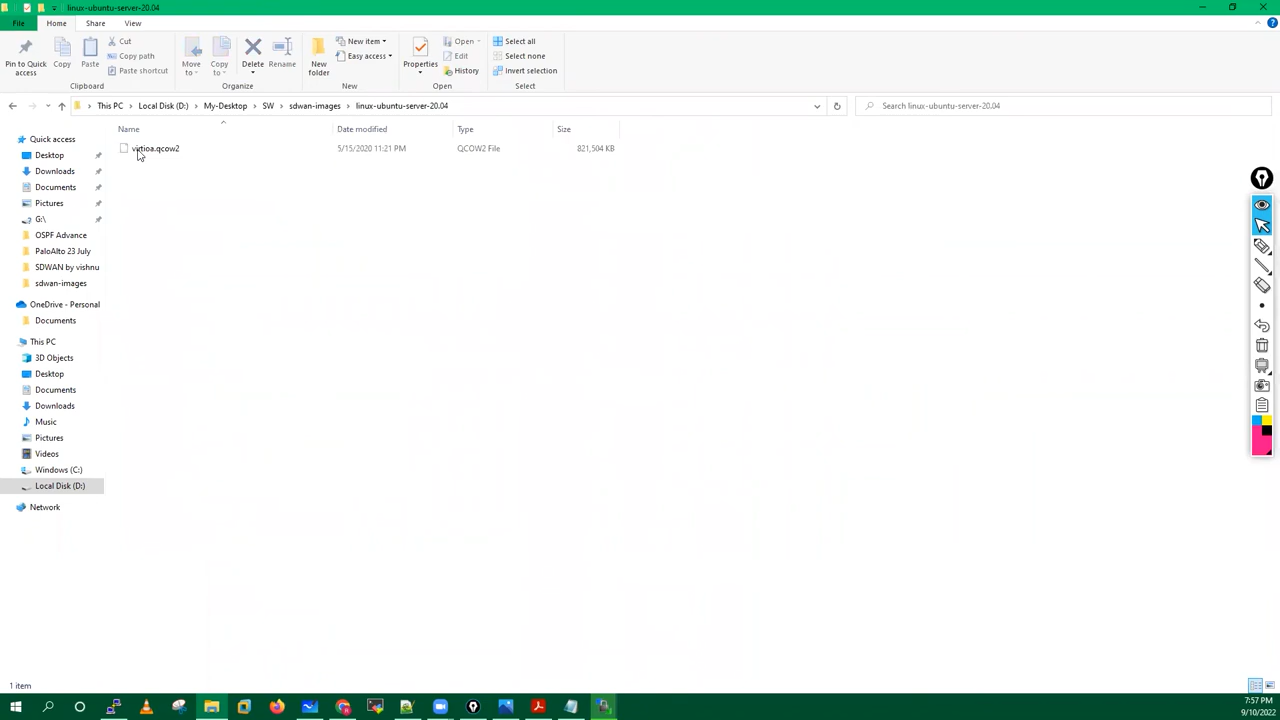 linux-ubuntu-server-20.04
File Home Share View
Pin to Quick access
Copy
Paste
Cut
Copy path
Paste shortcut
Clipboard
Move to
Copy to
Delete
Rename
Organize
New folder
New item
Easy access
New
Properties
Open
Edit
History
Open
Select all
Select none
Invert selection
Select
This PC Local Disk (D:) My-Desktop SW sdwan-images linux-ubuntu-server-20.04
Search linux-ubuntu-server-20.04
Name Date modified Type Size
virtioa.qcow2 5/15/2020 11:21 PM QCOW2 File 821,504 KB
Quick access
Desktop
Downloads
Documents
Pictures
G:\
OSPF Advance
PaloAlto 23 July
SDWAN by vishnu
sdwan-images
OneDrive - Personal
Documents
This PC
3D Objects
Desktop
Documents
Downloads
Music
Pictures
Videos
Windows (C:)
Local Disk (D:)
Network
1 item
7:57 PM
9/10/2022